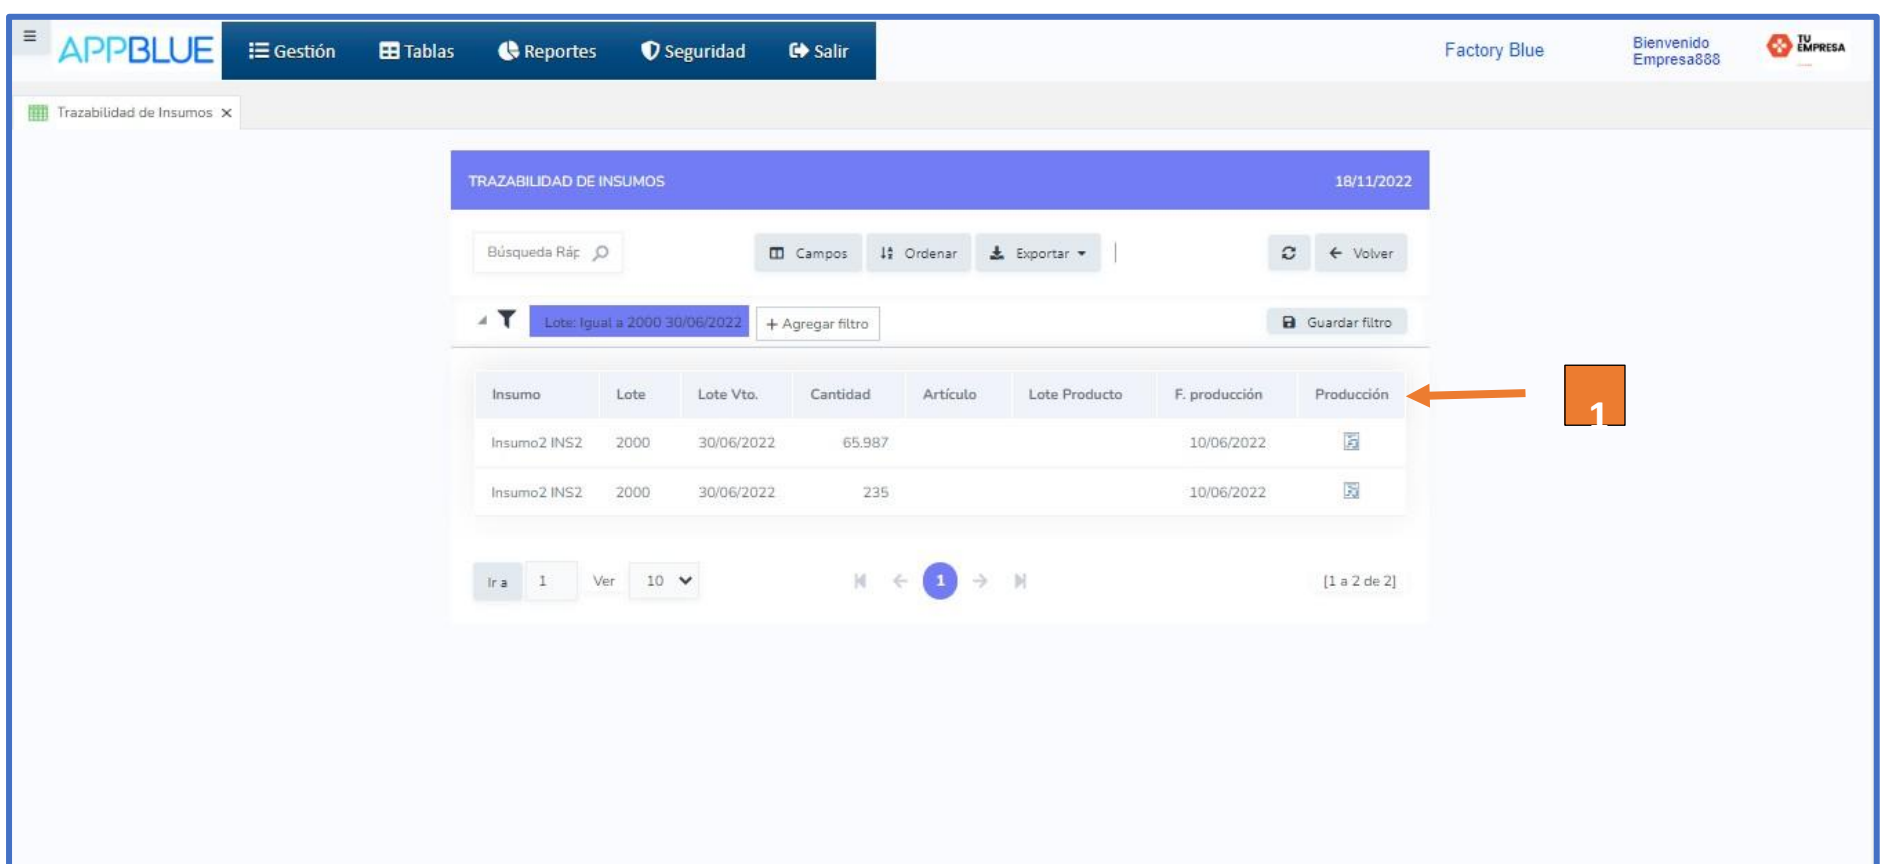 APPBLUE Gestión Tablas Reportes Seguridad Salir Factory Blue Bienvenido Empresa888 TU EMPRESA
Trazabilidad de Insumos
TRAZABILIDAD DE INSUMOS 18/11/2022
Búsqueda Ráp Campos Ordenar Exportar Volver
Lote: Igual a 2000 30/06/2022 + Agregar filtro Guardar filtro
Insumo Lote Lote Vto. Cantidad Artículo Lote Producto F. producción Producción
1
Insumo2 INS2 2000 30/06/2022 65.987 10/06/2022
Insumo2 INS2 2000 30/06/2022 235 10/06/2022
Ir a 1 Ver 10 1 [1 a 2 de 2]